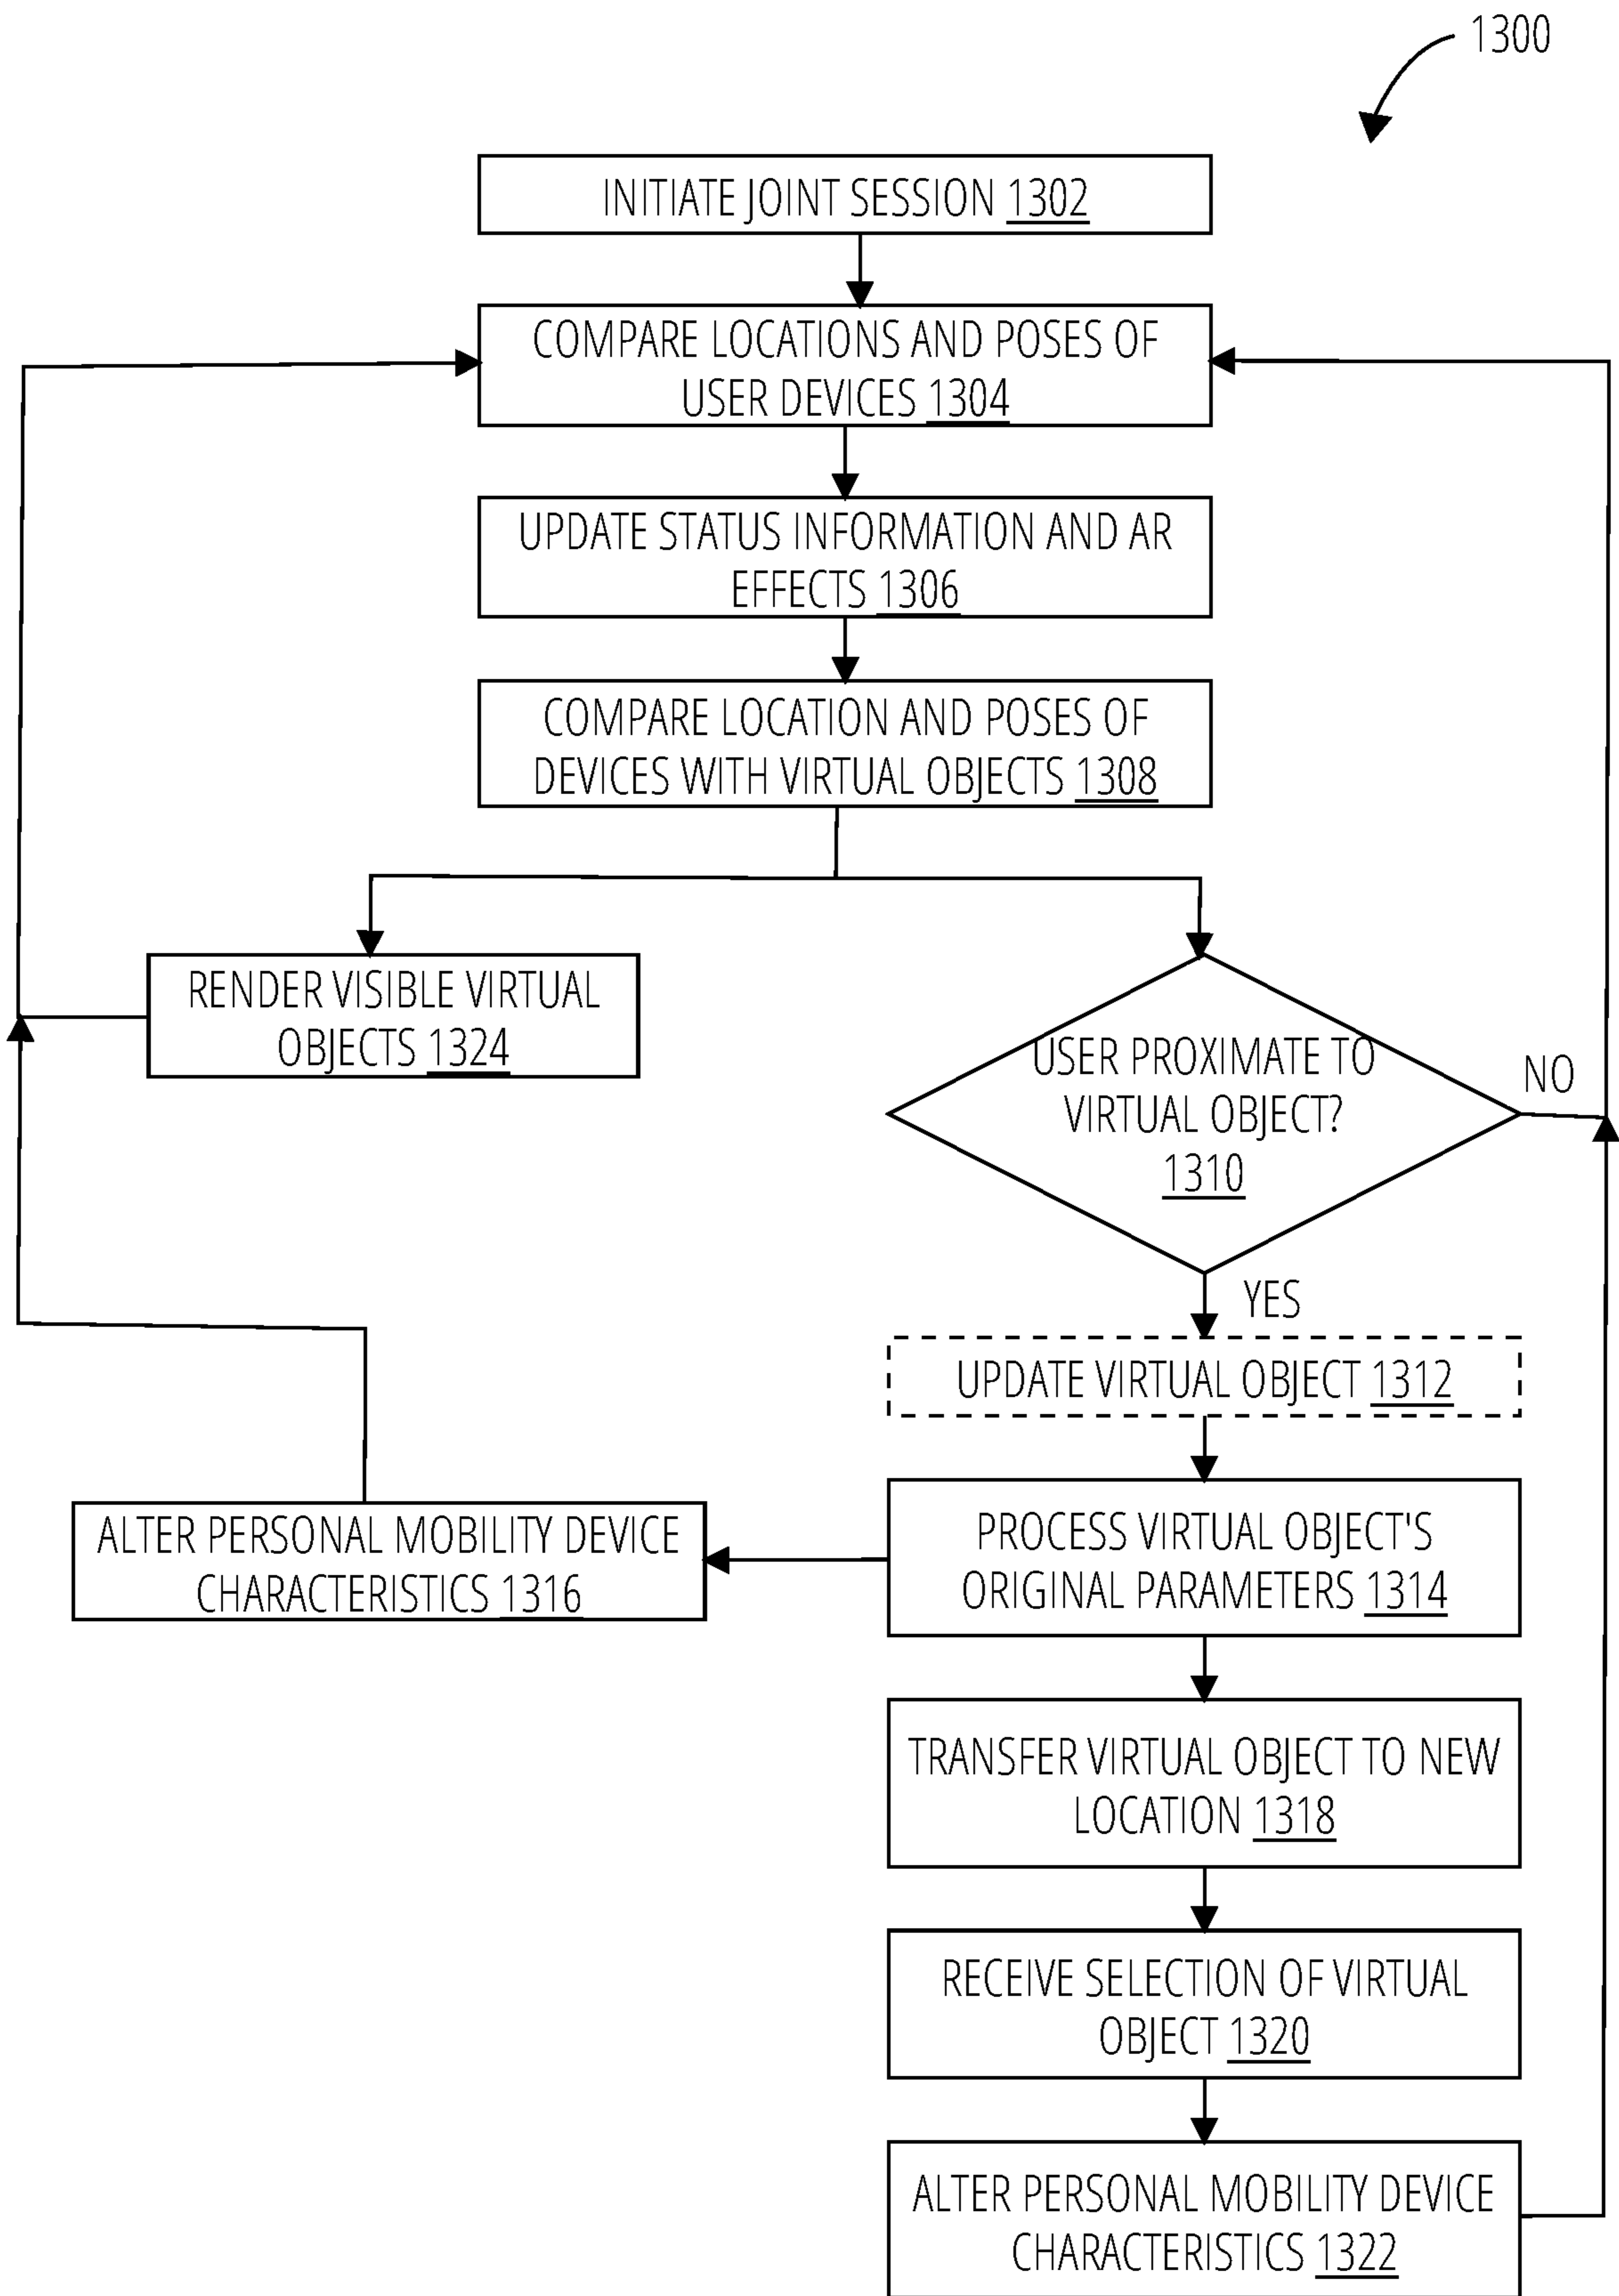 1300
INITIATE JOINT SESSION 1302
COMPARE LOCATIONS AND POSES OF
USER DEVICES 1304
UPDATE STATUS INFORMATION AND AR
EFFECTS 1306
COMPARE LOCATION AND POSES OF
DEVICES WITH VIRTUAL OBJECTS 1308
RENDER VISIBLE VIRTUAL
OBJECTS 1324
USER PROXIMATE TO
VIRTUAL OBJECT?
1310
NO
YES
UPDATE VIRTUAL OBJECT 1312
PROCESS VIRTUAL OBJECT'S
ORIGINAL PARAMETERS 1314
ALTER PERSONAL MOBILITY DEVICE
CHARACTERISTICS 1316
TRANSFER VIRTUAL OBJECT TO NEW
LOCATION 1318
RECEIVE SELECTION OF VIRTUAL
OBJECT 1320
ALTER PERSONAL MOBILITY DEVICE
CHARACTERISTICS 1322